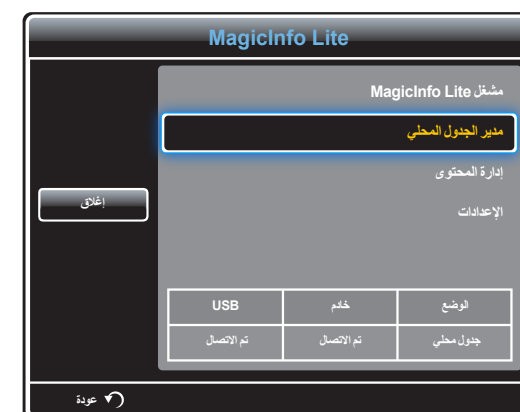 MagicInfo Lite
مشغل MagicInfo Lite
مدير الجدول المحلي
إدارة المحتوى
الإعدادات
إغلاق
الوضع خادم USB
جدول محلي تم الاتصال تم الاتصال
عودة